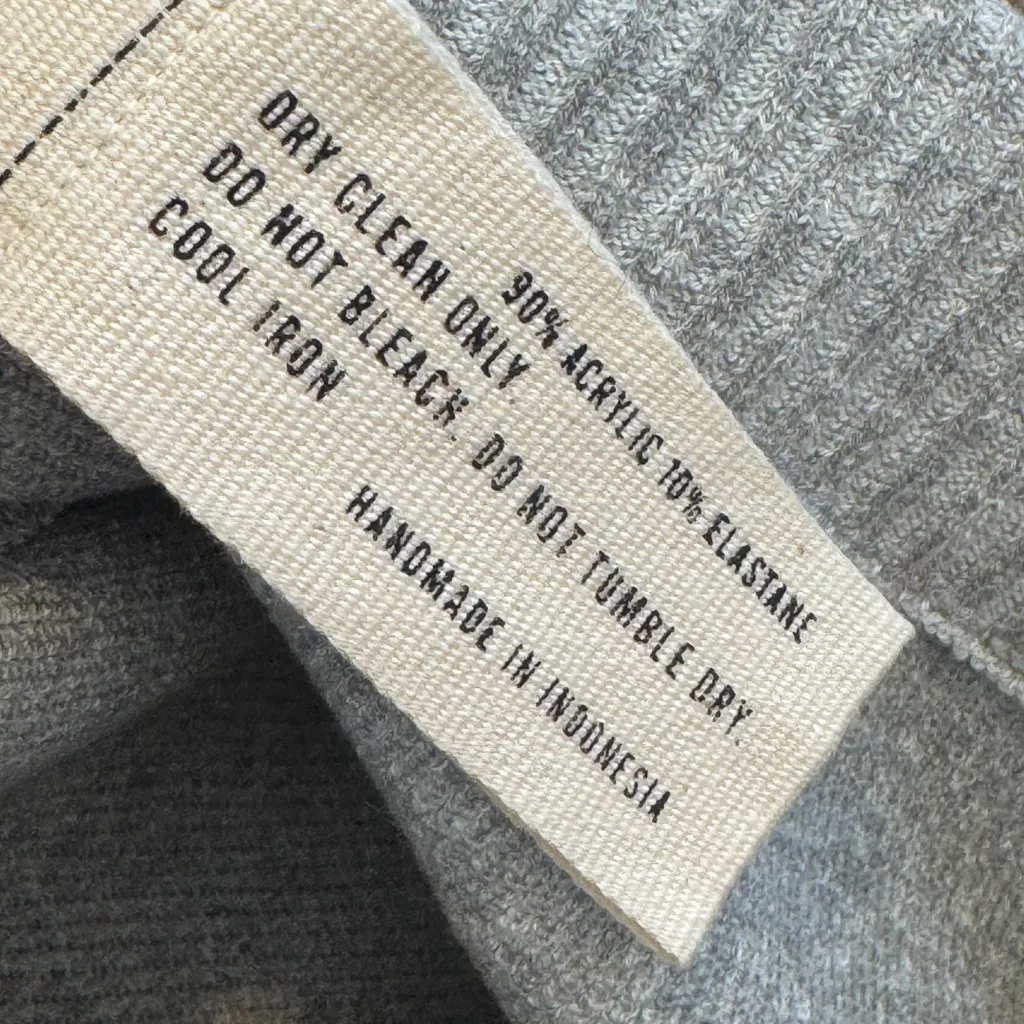 90% ACRYLIC 10% ELASTANE
DRY CLEAN ONLY.
DO NOT BLEACH. DO NOT TUMBLE DRY.
COOL IRON
HANDMADE IN INDONESIA